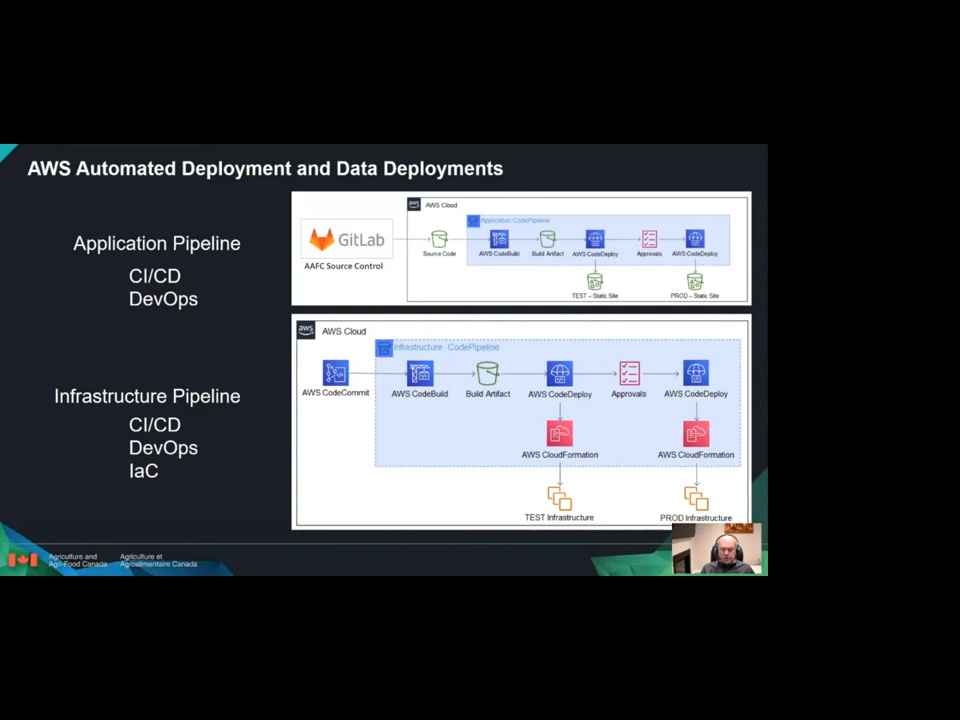 AWS Automated Deployment and Data Deployments
Application Pipeline
CI/CD
DevOps
GitLab
AAFC Source Control
aws
AWS Cloud
Application CodePipeline
Source Code
AWS CodeBuild
Build Artifact
AWS CodeDeploy
Approvals
AWS CodeDeploy
TEST – Static Site
PROD – Static Site
Infrastructure Pipeline
CI/CD
DevOps
IaC
aws
AWS Cloud
Infrastructure CodePipeline
AWS CodeCommit
AWS CodeBuild
Build Artifact
AWS CodeDeploy
Approvals
AWS CodeDeploy
AWS CloudFormation
AWS CloudFormation
TEST Infrastructure
PROD Infrastructure
Agriculture and
Agri-Food Canada
Agriculture et
Agroalimentaire Canada